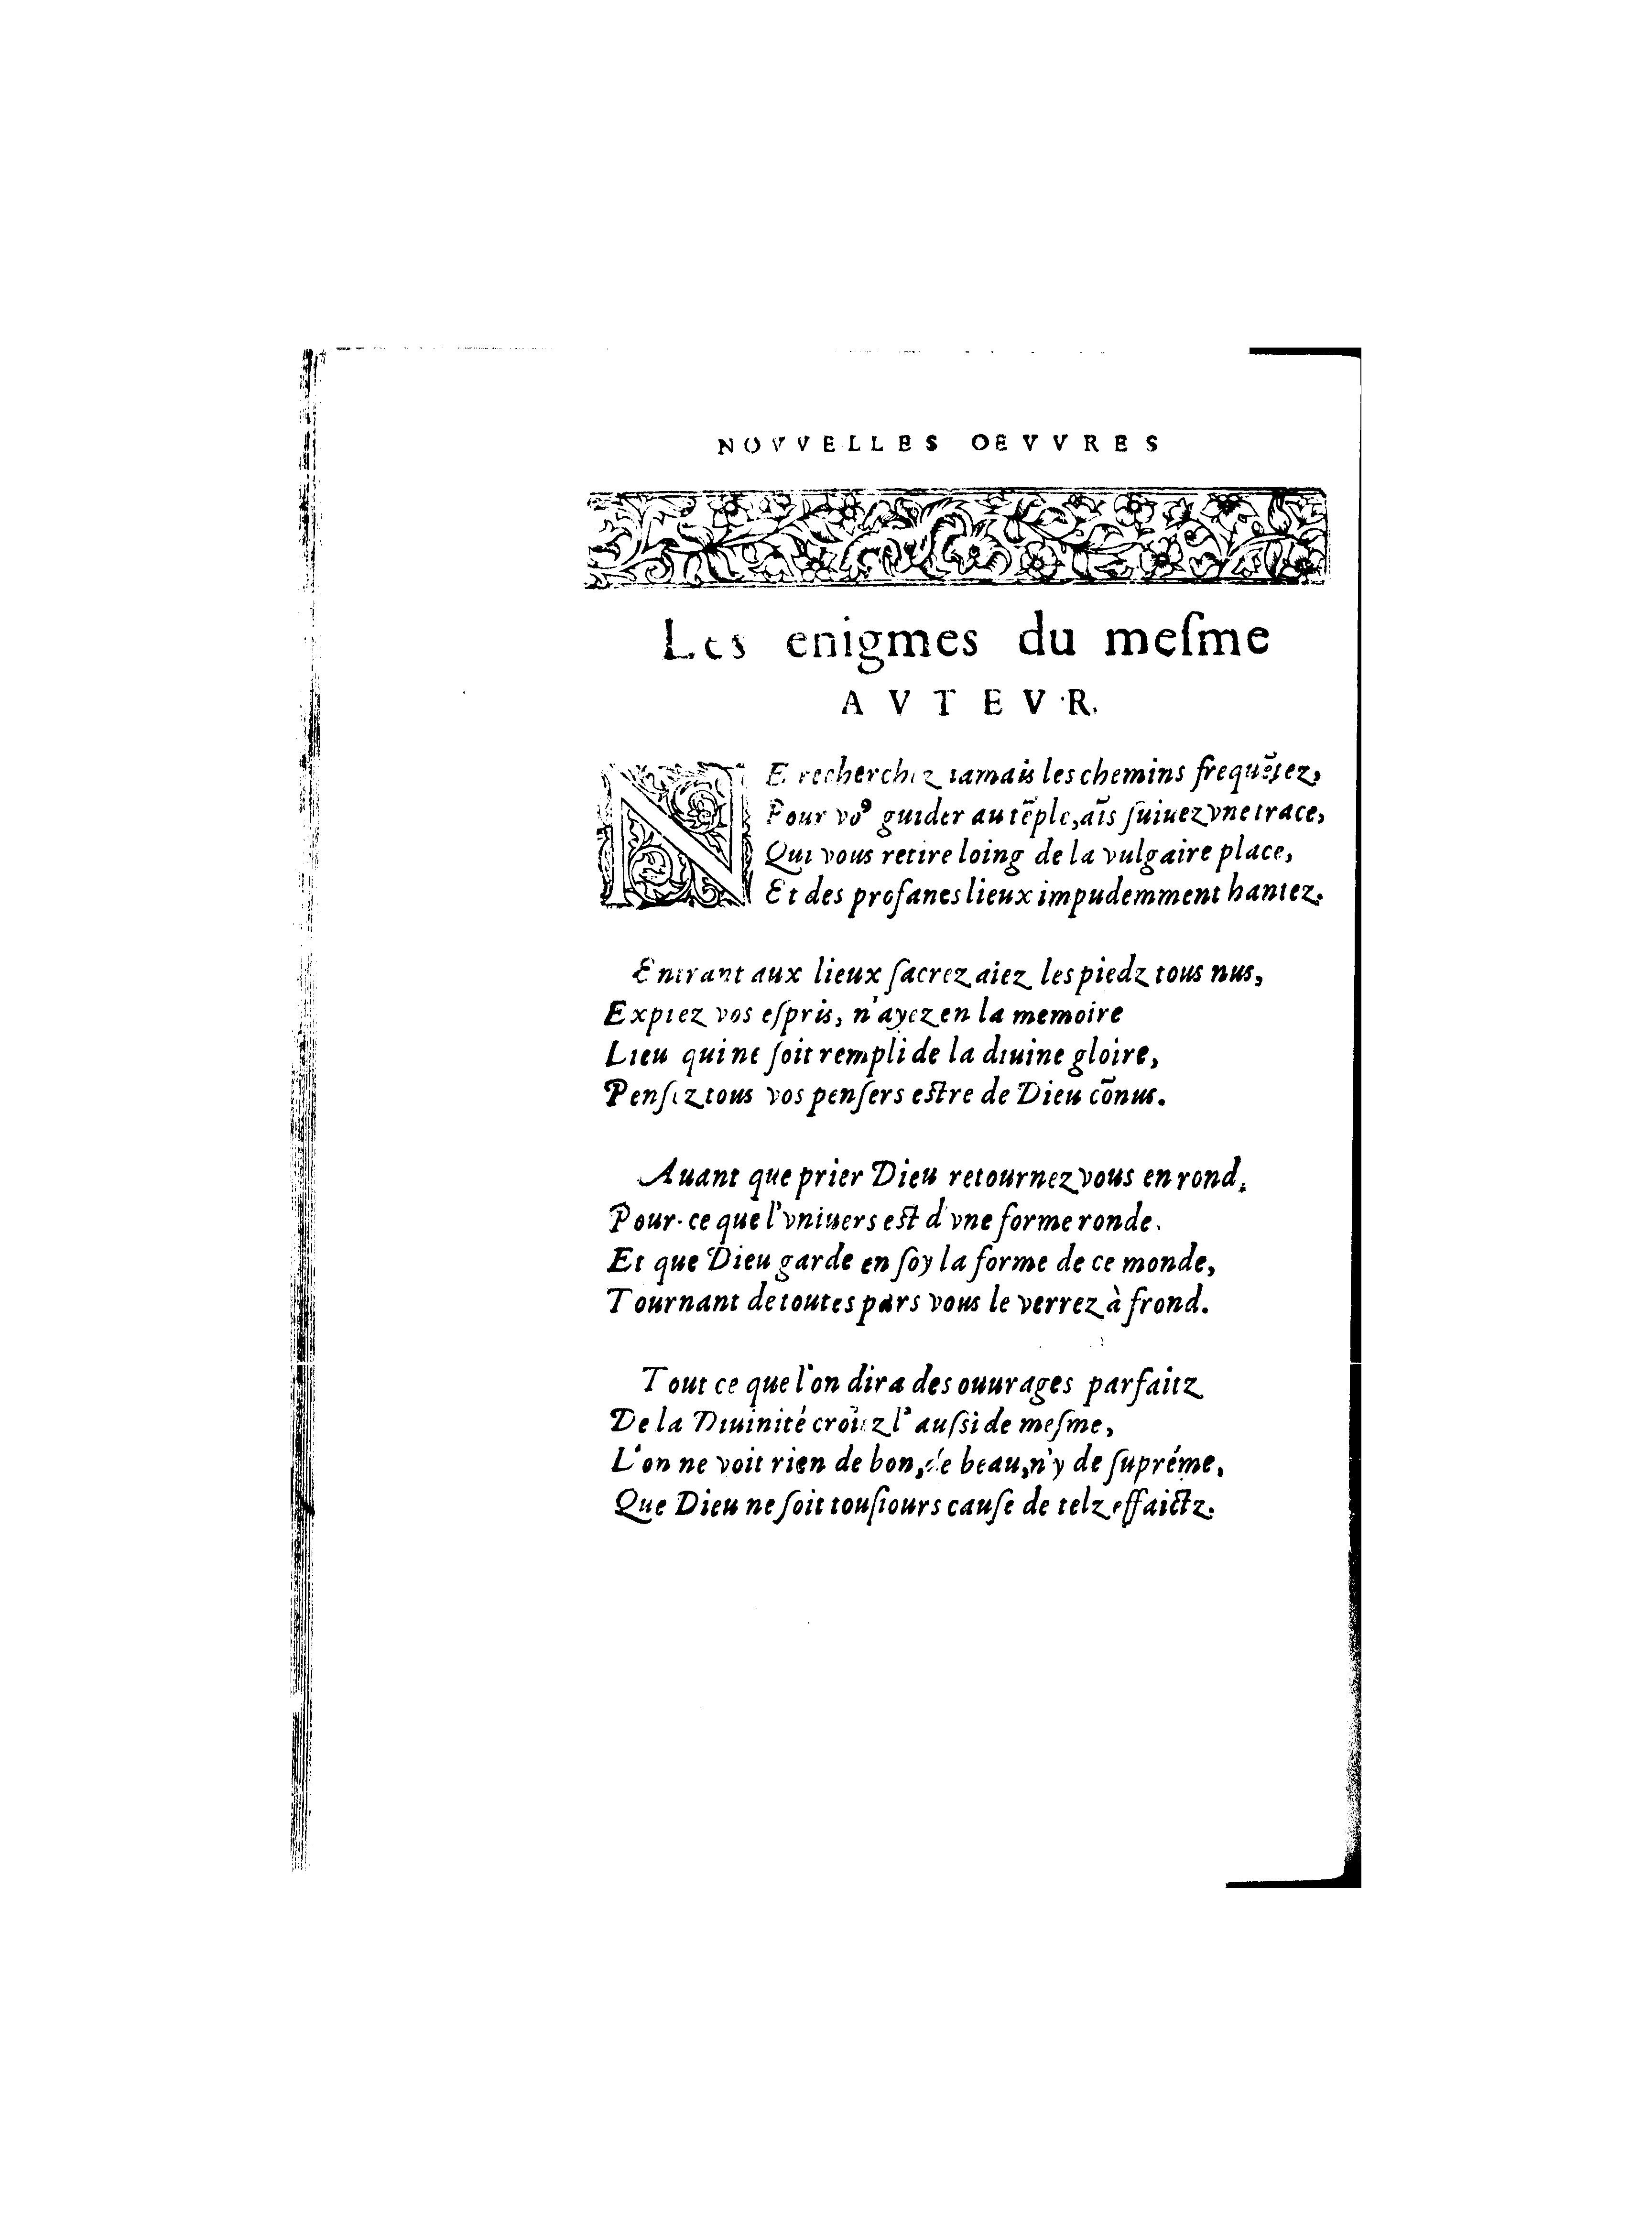 NOVVELLES OEVVRES
Les enigmes du meſme
AVTEVR.
NE recherchez iamais les chemins frequẽtez,
Pour voꝰ guider au tẽple, ais ſuiuez vne trace,
Qui vous retire loing de la vulgaire place,
Et des profanes lieux impudemment hantez.
Entrant aux lieux ſacrez aiez les piedz tous nus,
Expiez vos eſpris, n'ayez en la memoire
Lieu qui ne ſoit rempli de la diuine gloire,
Penſez tous vos penſers eſtre de Dieu cõnus.
Auant que prier Dieu retournez vous en rond,
Pour-ce que l'vniuers eſt d'vne forme ronde.
Et que Dieu garde en ſoy la forme de ce monde,
Tournant de toutes pars vous le verrez à frond.
Tout ce que l'on dira des ouurages parfaitz
De la Diuinité l'auſsi de meſme,
L'on ne voit rien de bon, de beau, n'y de ſupréme,
Que Dieu ne ſoit touſiours cauſe de telz effaictz.